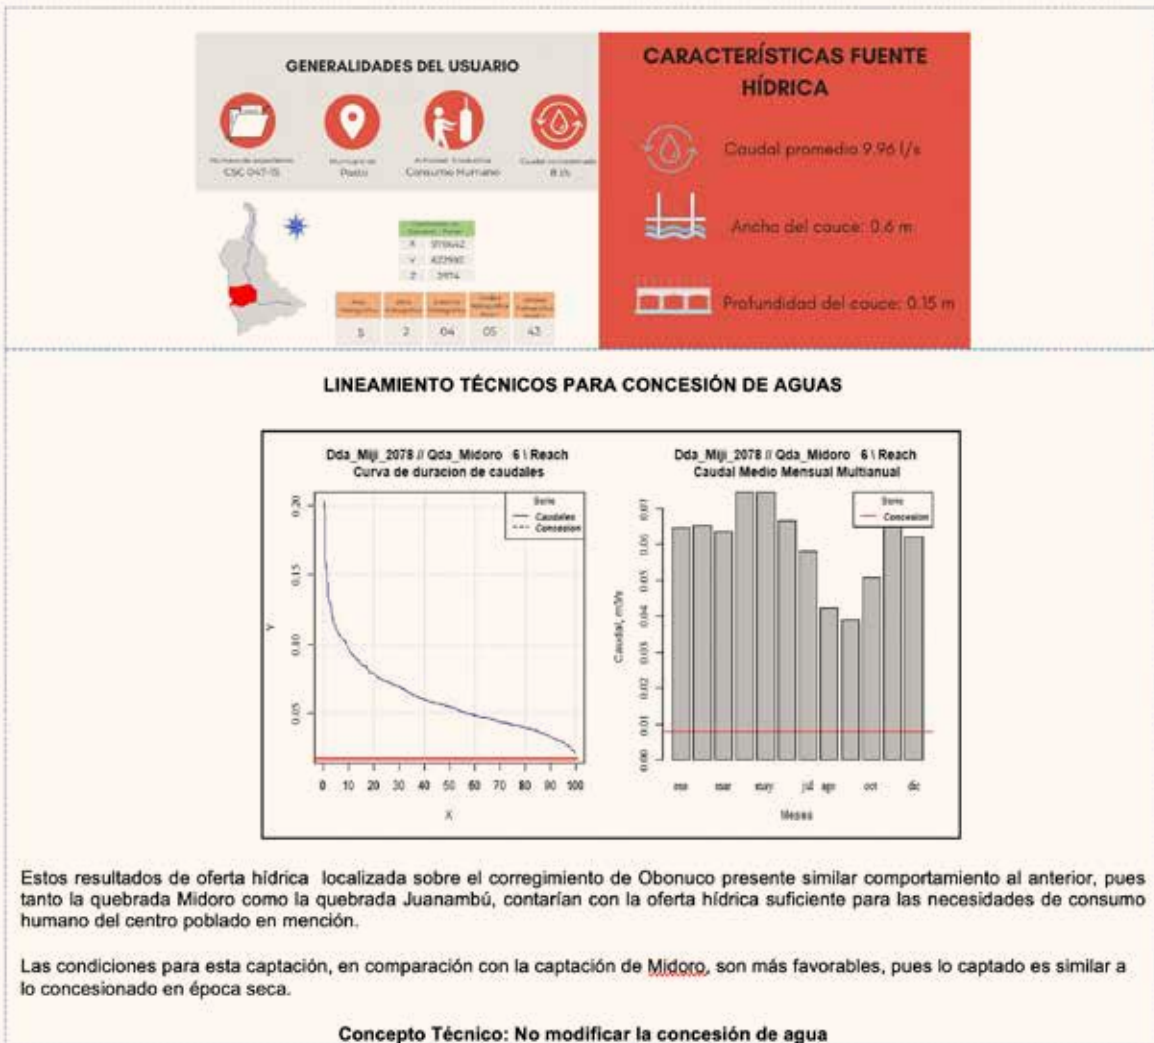 GENERALIDADES DEL USUARIO
CSC 047-15
Pasto
Consumo Humano
8 l/s
CARACTERÍSTICAS FUENTE
HÍDRICA
Caudal promedio 9.96 l/s
Ancho del cauce: 0.6 m
Profundidad del cauce: 0.15 m
X
Y
Z
5 2 04 05 43
LINEAMIENTO TÉCNICOS PARA CONCESIÓN DE AGUAS
Dda_Miji_2078 // Qda_Midoro 6 \ Reach
Curva de duracion de caudales
Serie
Caudales
Concesion
Y
0.20
0.15
0.10
0.05
0 10 20 30 40 50 60 70 80 90 100
X
Dda_Miji_2078 // Qda_Midoro 6 \ Reach
Caudal Medio Mensual Multianual
Serie
Concesion
Caudal, m3/s
0.07
0.06
0.05
0.04
0.03
0.02
0.01
0.00
ene mar may jul ago oct dic
Meses
Estos resultados de oferta hídrica localizada sobre el corregimiento de Obonuco presente similar comportamiento al anterior, pues
tanto la quebrada Midoro como la quebrada Juanambú, contarían con la oferta hídrica suficiente para las necesidades de consumo
humano del centro poblado en mención.
Las condiciones para esta captación, en comparación con la captación de Midoro, son más favorables, pues lo captado es similar a
lo concesionado en época seca.
Concepto Técnico: No modificar la concesión de agua